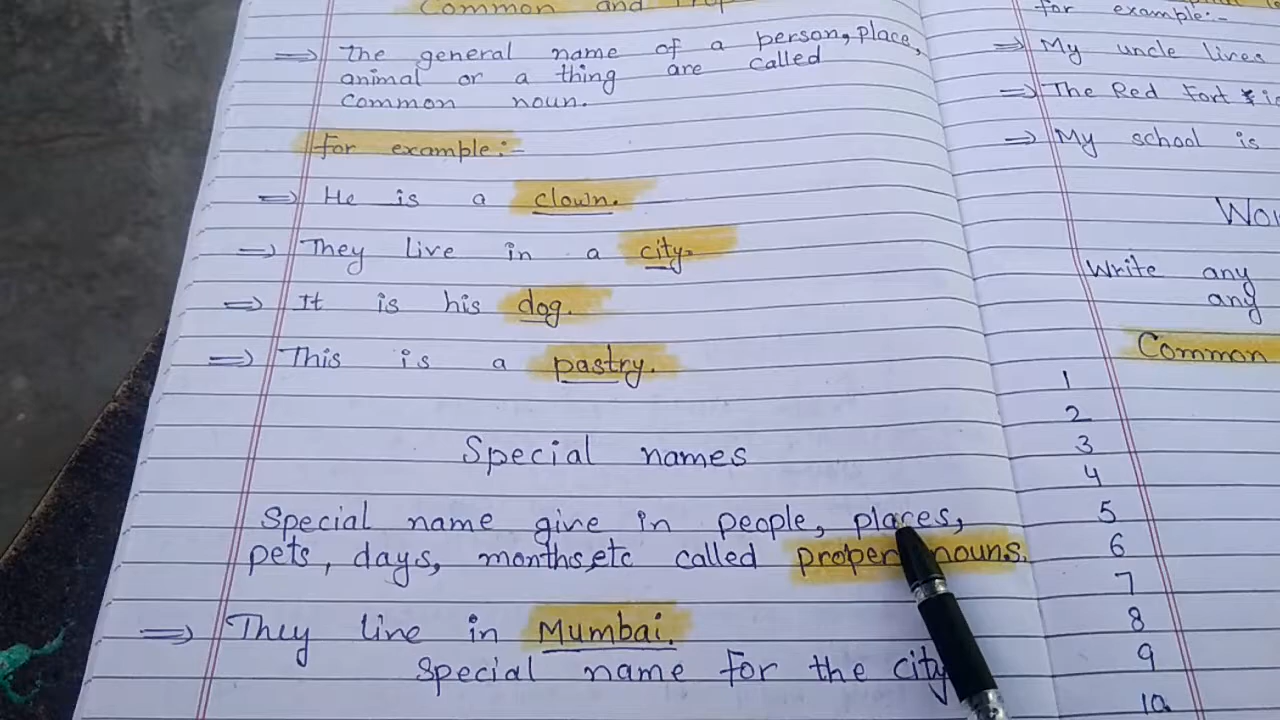 Common and
⇒ The general name of a person, place,
animal or a thing are called
common noun.
For example:-
⇒ He is a clown.
⇒ They live in a city.
⇒ It is his dog.
⇒ This is a pastry.
Special names
Special name give in people, places,
pets, days, months, etc called proper nouns.
⇒ They line in Mumbai.
Special name for the city
for example:-
⇒ My uncle lives
⇒ The Red Fort
⇒ My school is
Write any
any
Common
1
2
3
4
5
6
7
8
9
10